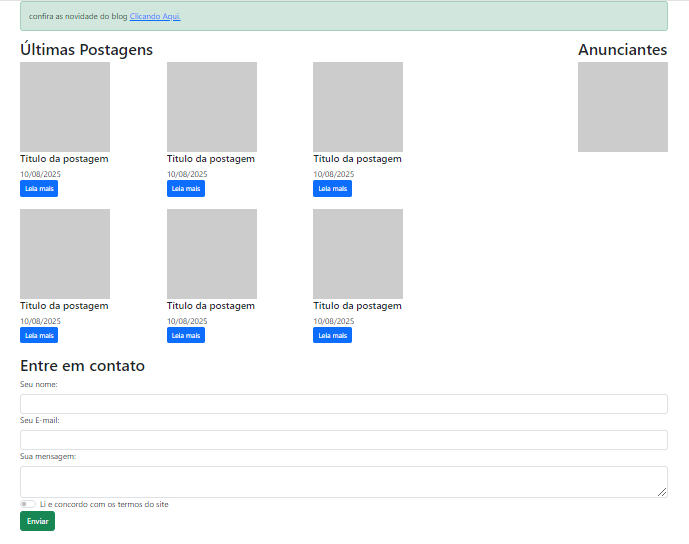 confira as novidade do blog Clicando Aqui.
Últimas Postagens
Anunciantes
Titulo da postagem
Titulo da postagem
Titulo da postagem
10/08/2025
10/08/2025
10/08/2025
Leia mais
Leia mais
Leia mais
Titulo da postagem
Titulo da postagem
Titulo da postagem
10/08/2025
10/08/2025
10/08/2025
Leia mais
Leia mais
Leia mais
Entre em contato
Seu nome:
Seu E-mail:
Sua mensagem:
Li e concordo com os termos do site
Enviar